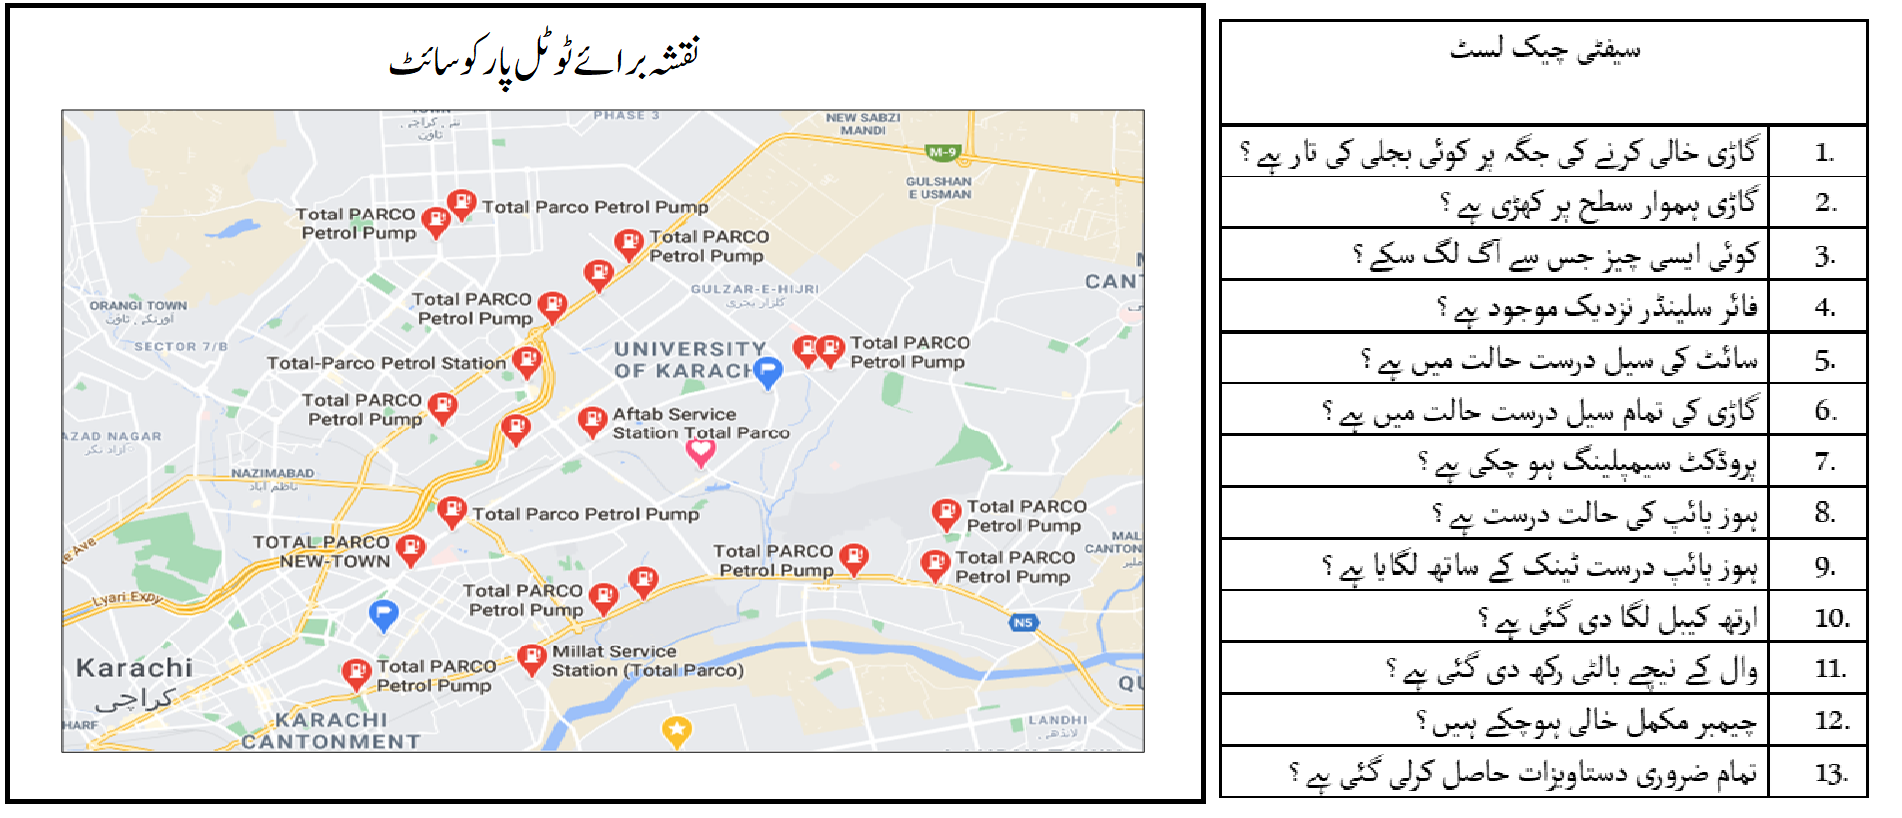 نقشہ برائے ٹوٹل پارکو سائٹ
TOWN
نئی کراچی
ٹاؤن
PHASE 3
NEW SABZI
MANDI
M-9
GULSHAN
E USMAN
Total PARCO
Petrol Pump
Total Parco Petrol Pump
Total PARCO
Petrol Pump
ORANGI TOWN
اورنگی ٹاؤن
Total PARCO
Petrol Pump
GULZAR-E-HIJRI
گلزار ہجری
CANT
SECTOR 7/B
Total-Parco Petrol Station
UNIVERSITY
OF KARACHI
Total PARCO
Petrol Pump
Total PARCO
Petrol Pump
Aftab Service
Station Total Parco
AZAD NAGAR
آزاد نگر
NAZIMABAD
ناظم آباد
Total Parco Petrol Pump
Total PARCO
Petrol Pump
TOTAL PARCO
NEW-TOWN
Total PARCO
Petrol Pump
Total PARCO
Petrol Pump
MAL
CANTON
ملیر
e Ave
Lyari Expy
Total PARCO
Petrol Pump
N5
Karachi
کراچی
Total PARCO
Petrol Pump
Millat Service
Station (Total Parco)
QU
HARF
KARACHI
CANTONMENT
LANDHI
لانڈھی
سیفٹی چیک لسٹ
1. گاڑی خالی کرنے کی جگہ پر کوئی بجلی کی تار ہے ؟
2. گاڑی ہموار سطح پر کھڑی ہے ؟
3. کوئی ایسی چیز جس سے آگ لگ سکے ؟
4. فائر سلینڈر نزدیک موجود ہے ؟
5. سائٹ کی سیل درست حالت میں ہے ؟
6. گاڑی کی تمام سیل درست حالت میں ہے ؟
7. پروڈکٹ سیمپلینگ ہو چکی ہے ؟
8. ہوز پائپ کی حالت درست ہے ؟
9. ہوز پائپ درست ٹینک کے ساتھ لگایا ہے ؟
10. ارتھ کیبل لگا دی گئی ہے ؟
11. وال کے نیچے بالٹی رکھ دی گئی ہے ؟
12. چیمبر مکمل خالی ہوچکے ہیں ؟
13. تمام ضروری دستاویزات حاصل کرلی گئی ہے ؟